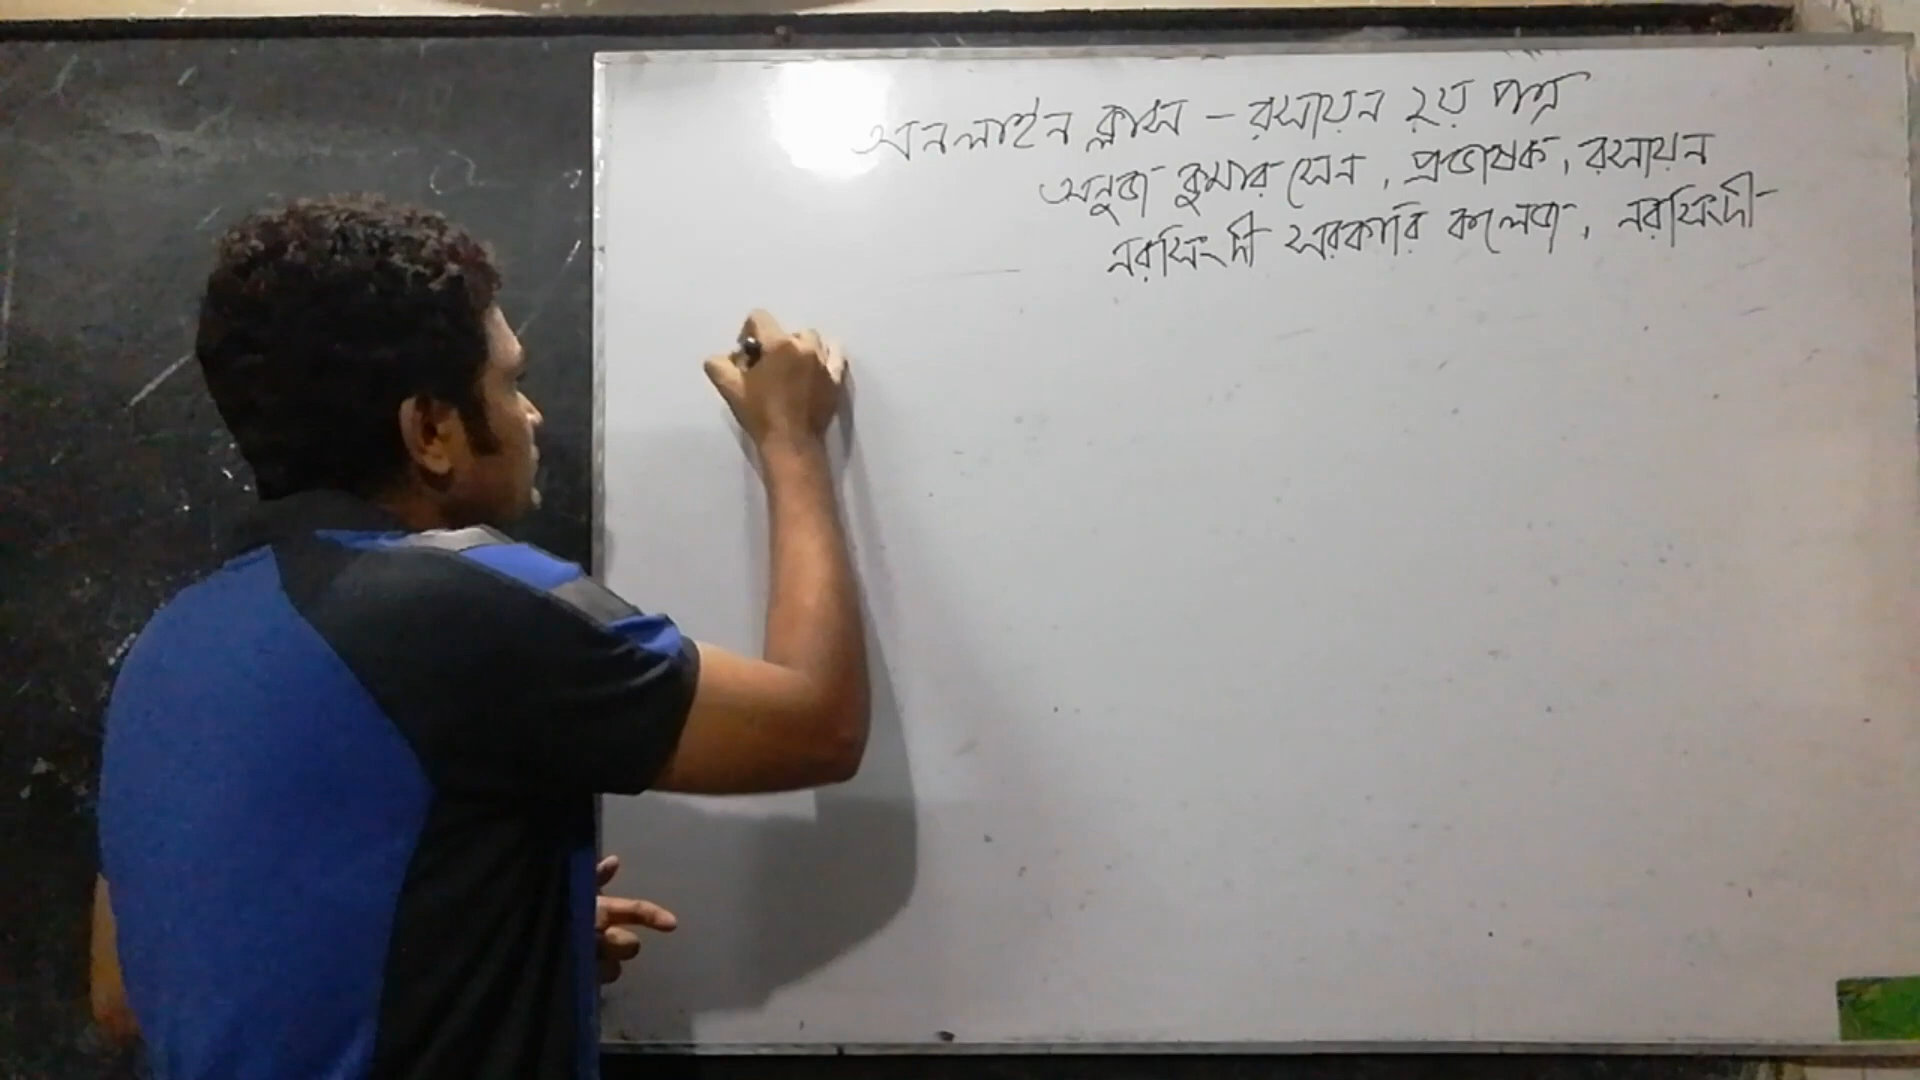 অনলাইন ক্লাস - রসায়ন ২য় পত্র
অনুজ কুমার সেন, প্রভাষক, রসায়ন
নরসিংদী সরকারি কলেজ, নরসিংদী